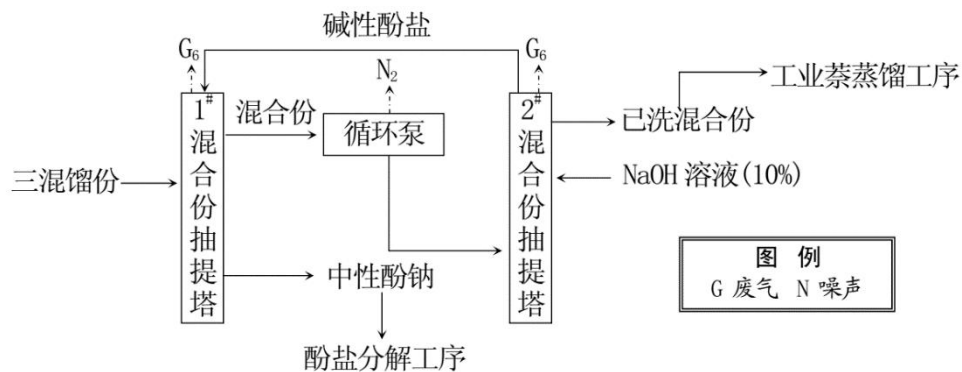 碱性酚盐
G₆
G₆
N₂
工业萘蒸馏工序
1#混合份抽提塔
混合份
循环泵
2#混合份抽提塔
已洗混合份
三混馏份
NaOH 溶液(10%)
中性酚钠
图 例
G 废气 N 噪声
酚盐分解工序